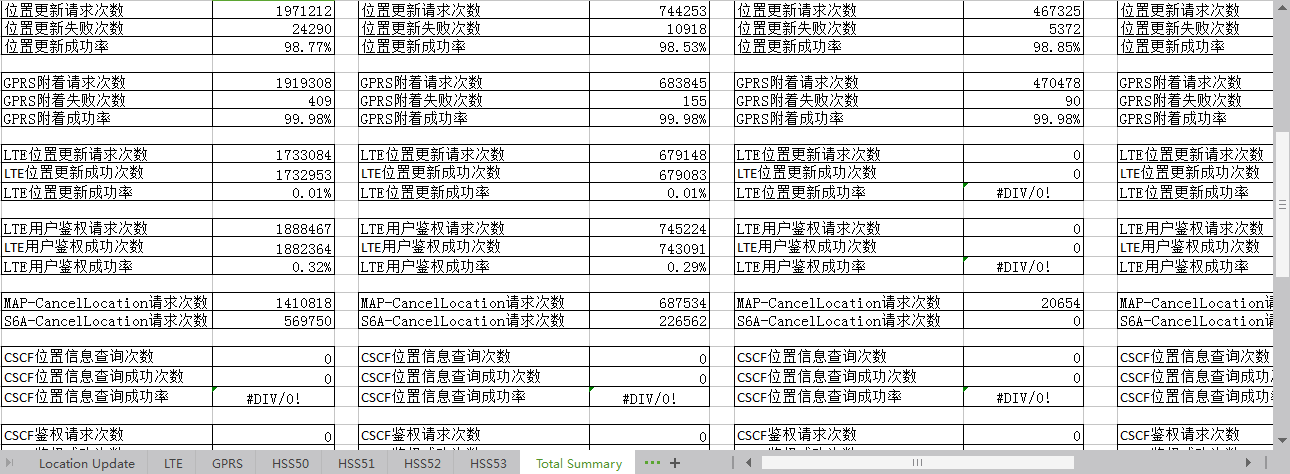 位置更新请求次数 1971212 位置更新请求次数 744253 位置更新请求次数 467325 位置更新请求次数
位置更新失败次数 24290 位置更新失败次数 10918 位置更新失败次数 5372 位置更新失败次数
位置更新成功率 98.77% 位置更新成功率 98.53% 位置更新成功率 98.85% 位置更新成功率
GPRS附着请求次数 1919308 GPRS附着请求次数 683845 GPRS附着请求次数 470478 GPRS附着请求次数
GPRS附着失败次数 409 GPRS附着失败次数 155 GPRS附着失败次数 90 GPRS附着失败次数
GPRS附着成功率 99.98% GPRS附着成功率 99.98% GPRS附着成功率 99.98% GPRS附着成功率
LTE位置更新请求次数 1733084 LTE位置更新请求次数 679148 LTE位置更新请求次数 0 LTE位置更新请求次数
LTE位置更新成功次数 1732953 LTE位置更新成功次数 679083 LTE位置更新成功次数 0 LTE位置更新成功次数
LTE位置更新成功率 0.01% LTE位置更新成功率 0.01% LTE位置更新成功率 #DIV/0! LTE位置更新成功率
LTE用户鉴权请求次数 1888467 LTE用户鉴权请求次数 745224 LTE用户鉴权请求次数 0 LTE用户鉴权请求次数
LTE用户鉴权成功次数 1882364 LTE用户鉴权成功次数 743091 LTE用户鉴权成功次数 0 LTE用户鉴权成功次数
LTE用户鉴权成功率 0.32% LTE用户鉴权成功率 0.29% LTE用户鉴权成功率 #DIV/0! LTE用户鉴权成功率
MAP-CancelLocation请求次数 1410818 MAP-CancelLocation请求次数 687534 MAP-CancelLocation请求次数 20654 MAP-CancelLocation
S6A-CancelLocation请求次数 569750 S6A-CancelLocation请求次数 226562 S6A-CancelLocation请求次数 0 S6A-CancelLocation
CSCF位置信息查询次数 0 CSCF位置信息查询次数 0 CSCF位置信息查询次数 0 CSCF位置信息查询次数
CSCF位置信息查询成功次数 0 CSCF位置信息查询成功次数 0 CSCF位置信息查询成功次数 0 CSCF位置信息查询成功
CSCF位置信息查询成功率 #DIV/0! CSCF位置信息查询成功率 #DIV/0! CSCF位置信息查询成功率 #DIV/0! CSCF位置信息查询成功率
CSCF鉴权请求次数 0 CSCF鉴权请求次数 0 CSCF鉴权请求次数 0 CSCF鉴权请求次数
Location Update LTE GPRS HSS50 HSS51 HSS52 HSS53 Total Summary